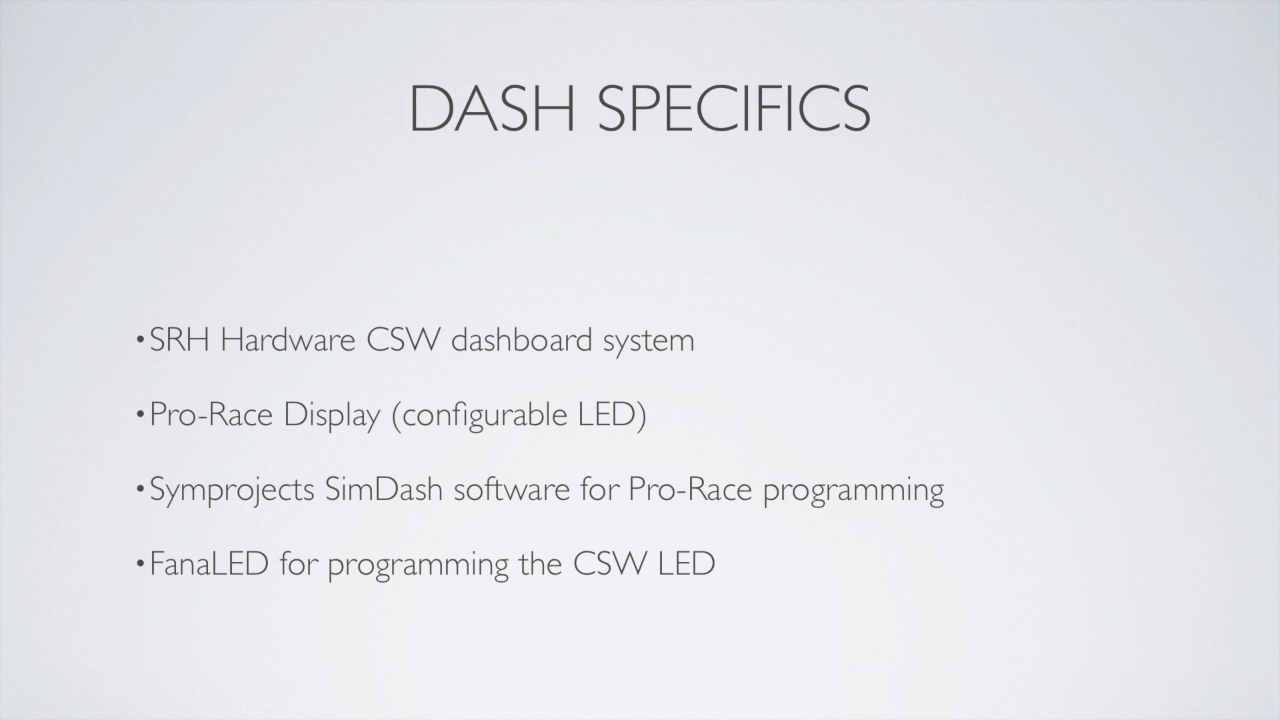 DASH SPECIFICS
•SRH Hardware CSW dashboard system
•Pro-Race Display (configurable LED)
•Symprojects SimDash software for Pro-Race programming
•FanaLED for programming the CSW LED